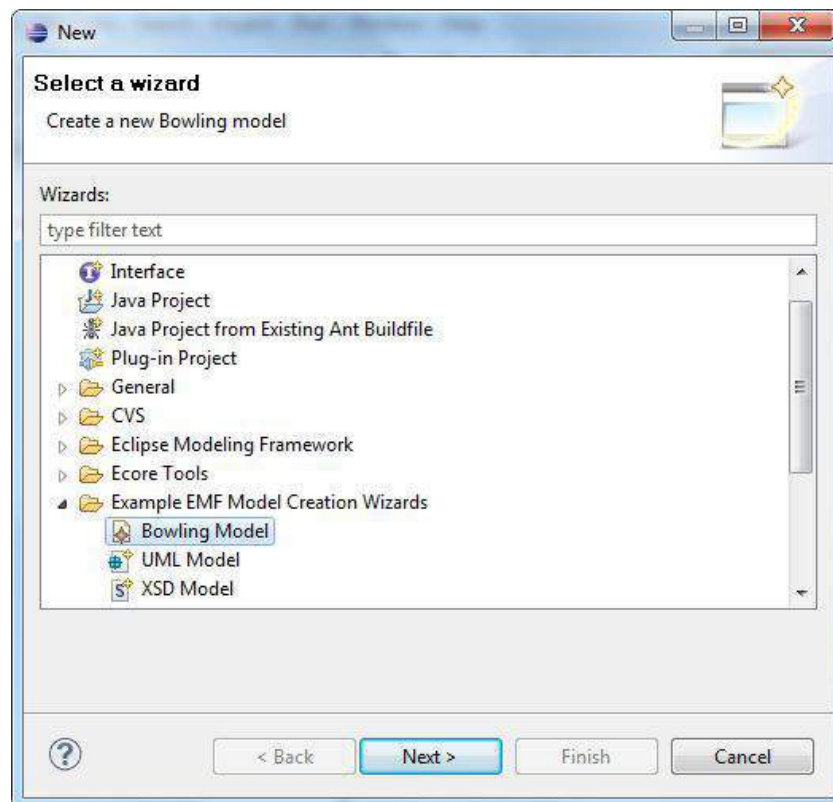 New
Select a wizard
Create a new Bowling model
Wizards:
type filter text
Interface
Java Project
Java Project from Existing Ant Buildfile
Plug-in Project
General
CVS
Eclipse Modeling Framework
Ecore Tools
Example EMF Model Creation Wizards
Bowling Model
UML Model
XSD Model
? < Back Next > Finish Cancel